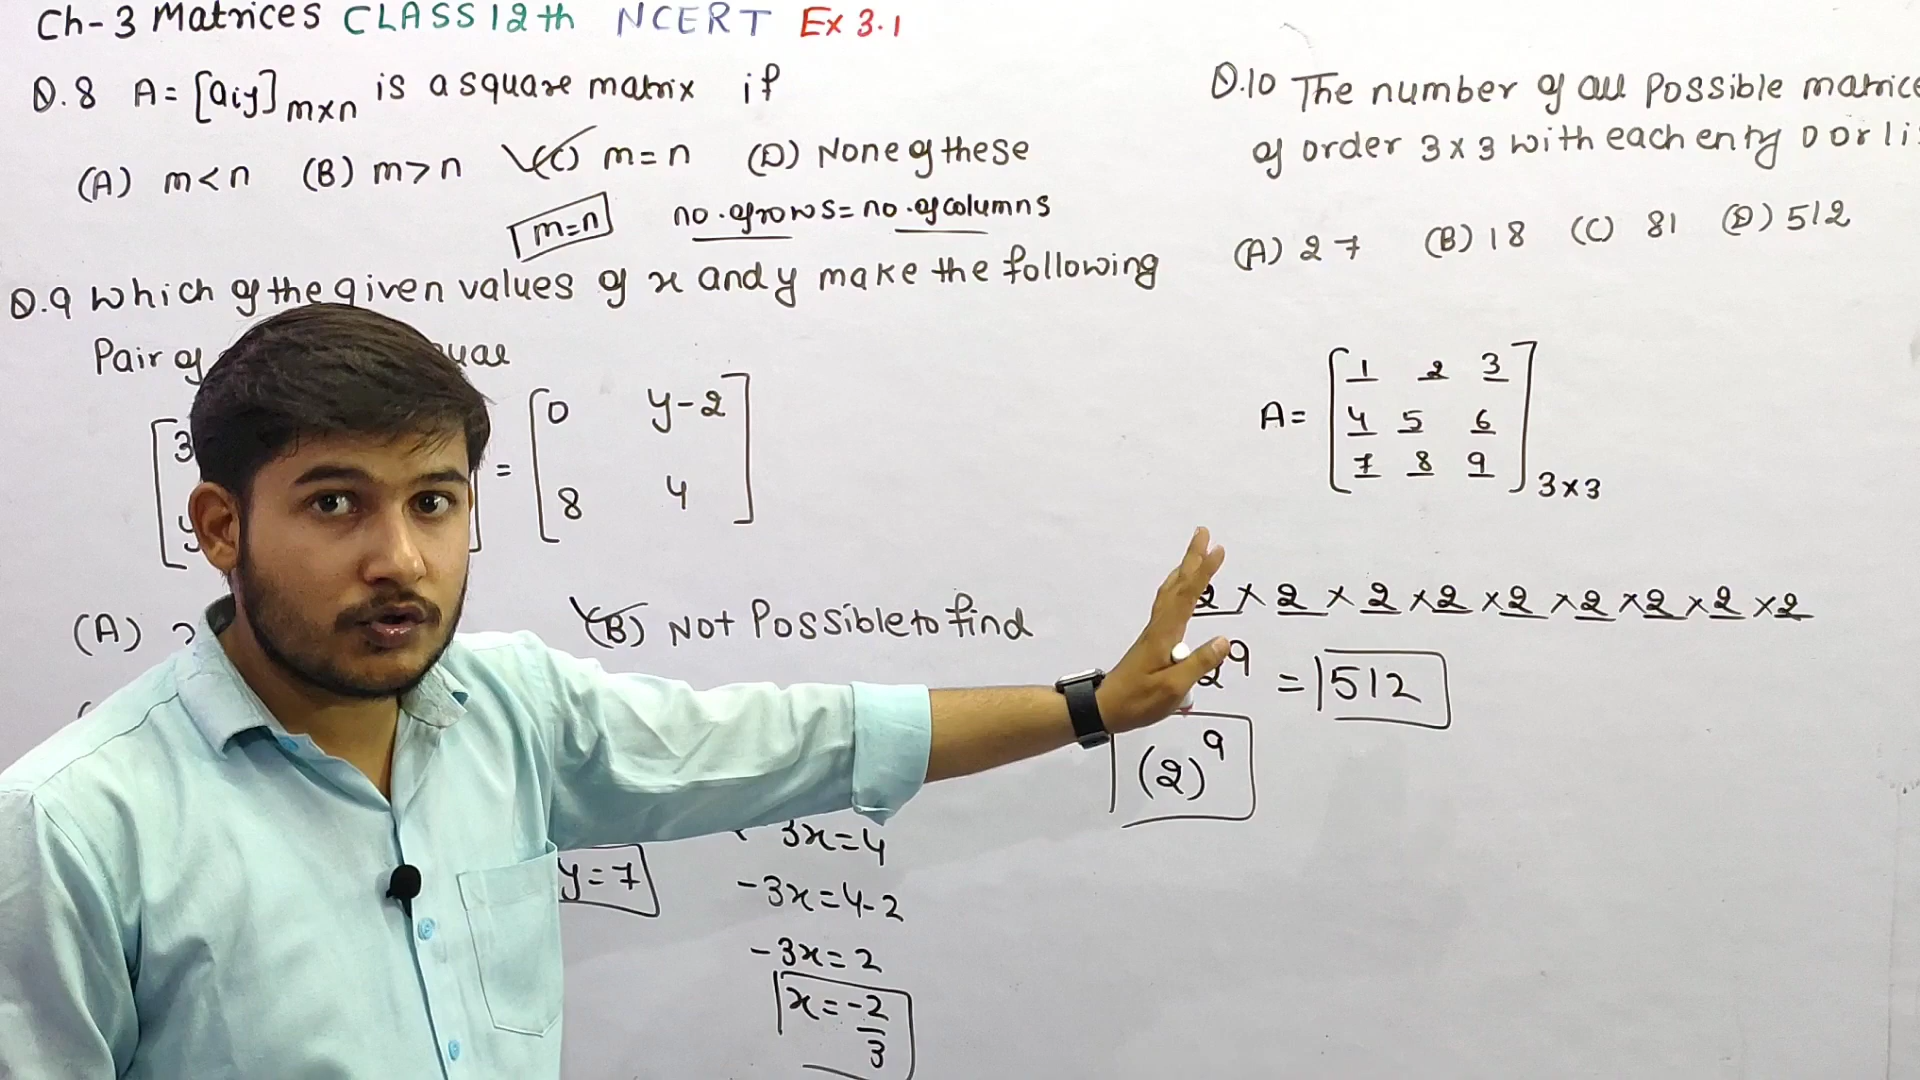 Ch-3 Matrices CLASS 12th NCERT Ex 3.1
Q.8 A = [aij]m×n is a square matrix if
(A) m<n (B) m>n (C) m=n (D) None of these
m=n no. of rows = no. of columns
Q.9 Which of the given values of x and y make the following
Pair of
[3
y
= [0 y-2
8 4]
(A) (B) Not Possible to find
y=7
3x=4
-3x=4-2
-3x=2
x=-2/3
Q.10 The number of all Possible matrice
of order 3×3 with each entry 0 or 1 i
(A) 27 (B) 18 (C) 81 (D) 512
A= [1 2 3
4 5 6
7 8 9] 3×3
2×2×2×2×2×2×2×2×2
2⁹ = 512
(2)⁹